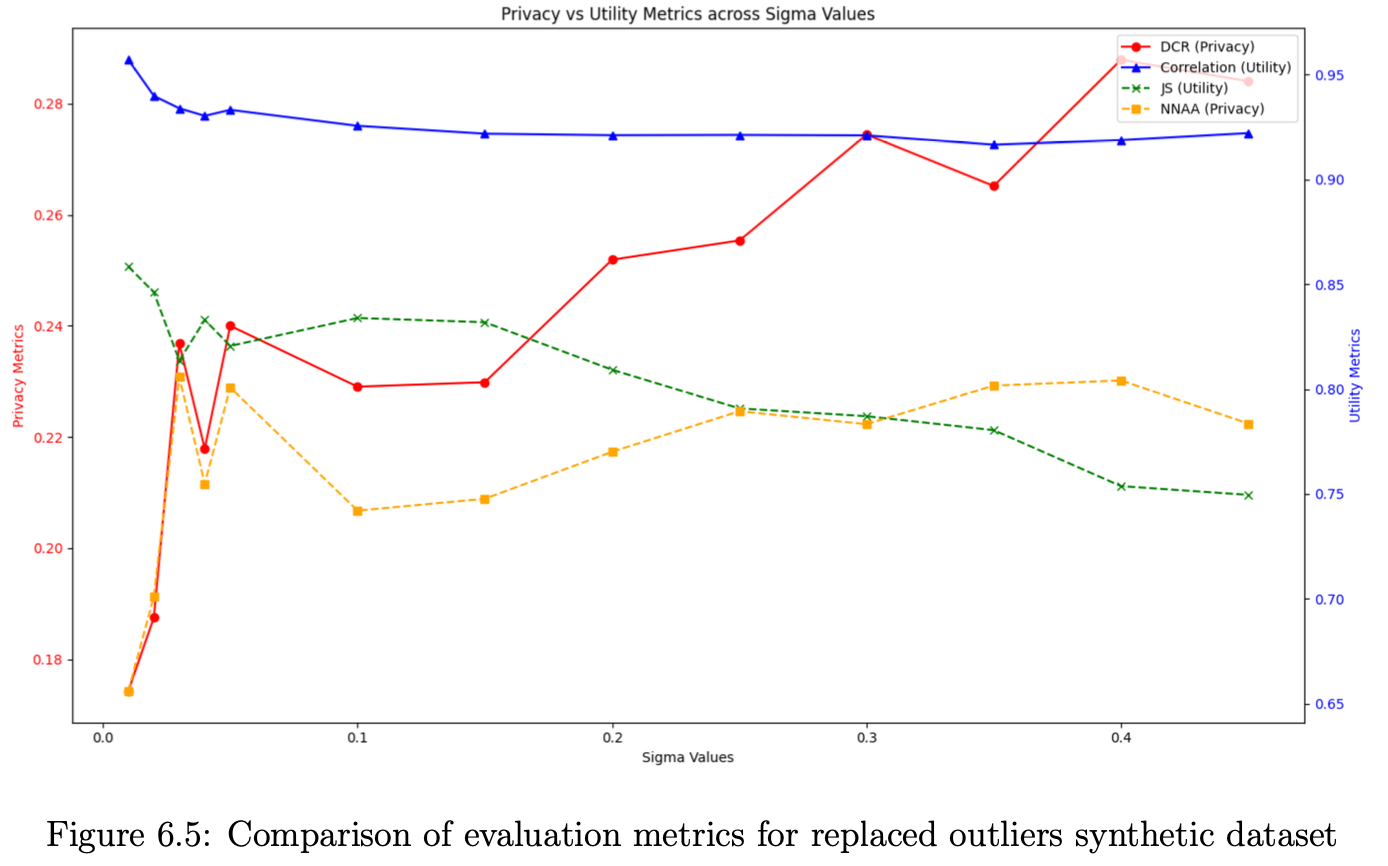 Privacy vs Utility Metrics across Sigma Values
DCR (Privacy)
Correlation (Utility)
JS (Utility)
NNAA (Privacy)
Privacy Metrics
0.28
0.26
0.24
0.22
0.20
0.18
0.95
0.90
0.85
0.80
0.75
0.70
0.65
Utility Metrics
0.0 0.1 0.2 0.3 0.4
Sigma Values
Figure 6.5: Comparison of evaluation metrics for replaced outliers synthetic dataset